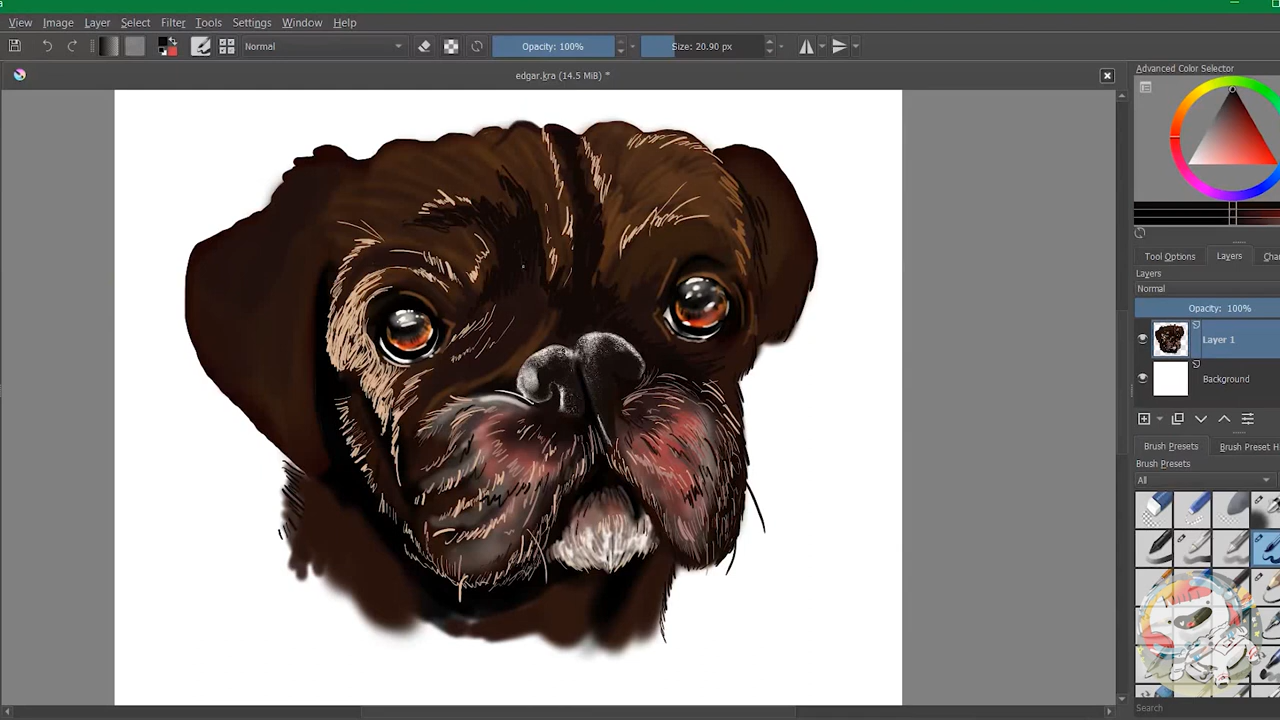 View Image Layer Select Filter Tools Settings Window Help
Normal Opacity: 100% Size: 20.90 px
edgar.kra (14.5 MiB) *
Advanced Color Selector
Tool Options Layers Cha
Layers
Normal
Opacity: 100%
Layer 1
Background
Brush Presets Brush Preset H
Brush Presets
All
Search